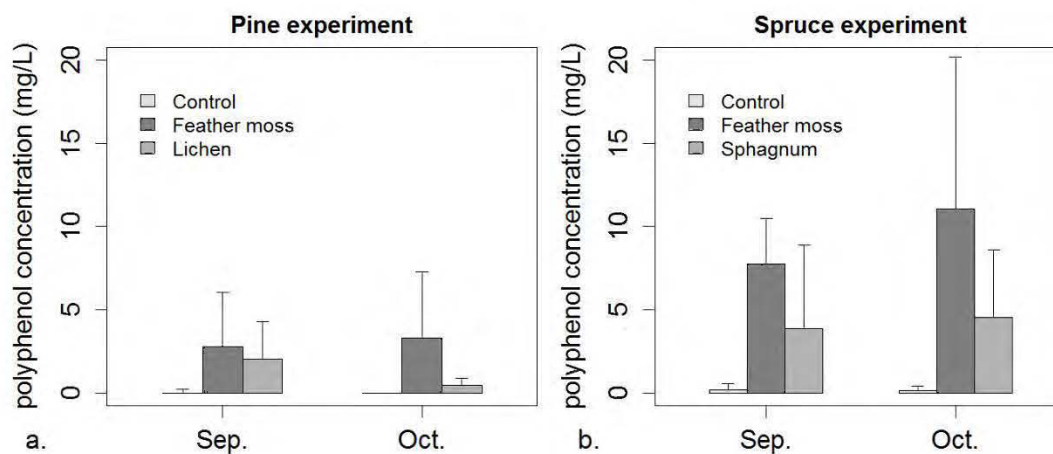 Pine experiment
polyphenol concentration (mg/L)
20
15
10
5
0
Control
Feather moss
Lichen
Sep.
Oct.
a.
Spruce experiment
polyphenol concentration (mg/L)
20
15
10
5
0
Control
Feather moss
Sphagnum
Sep.
Oct.
b.